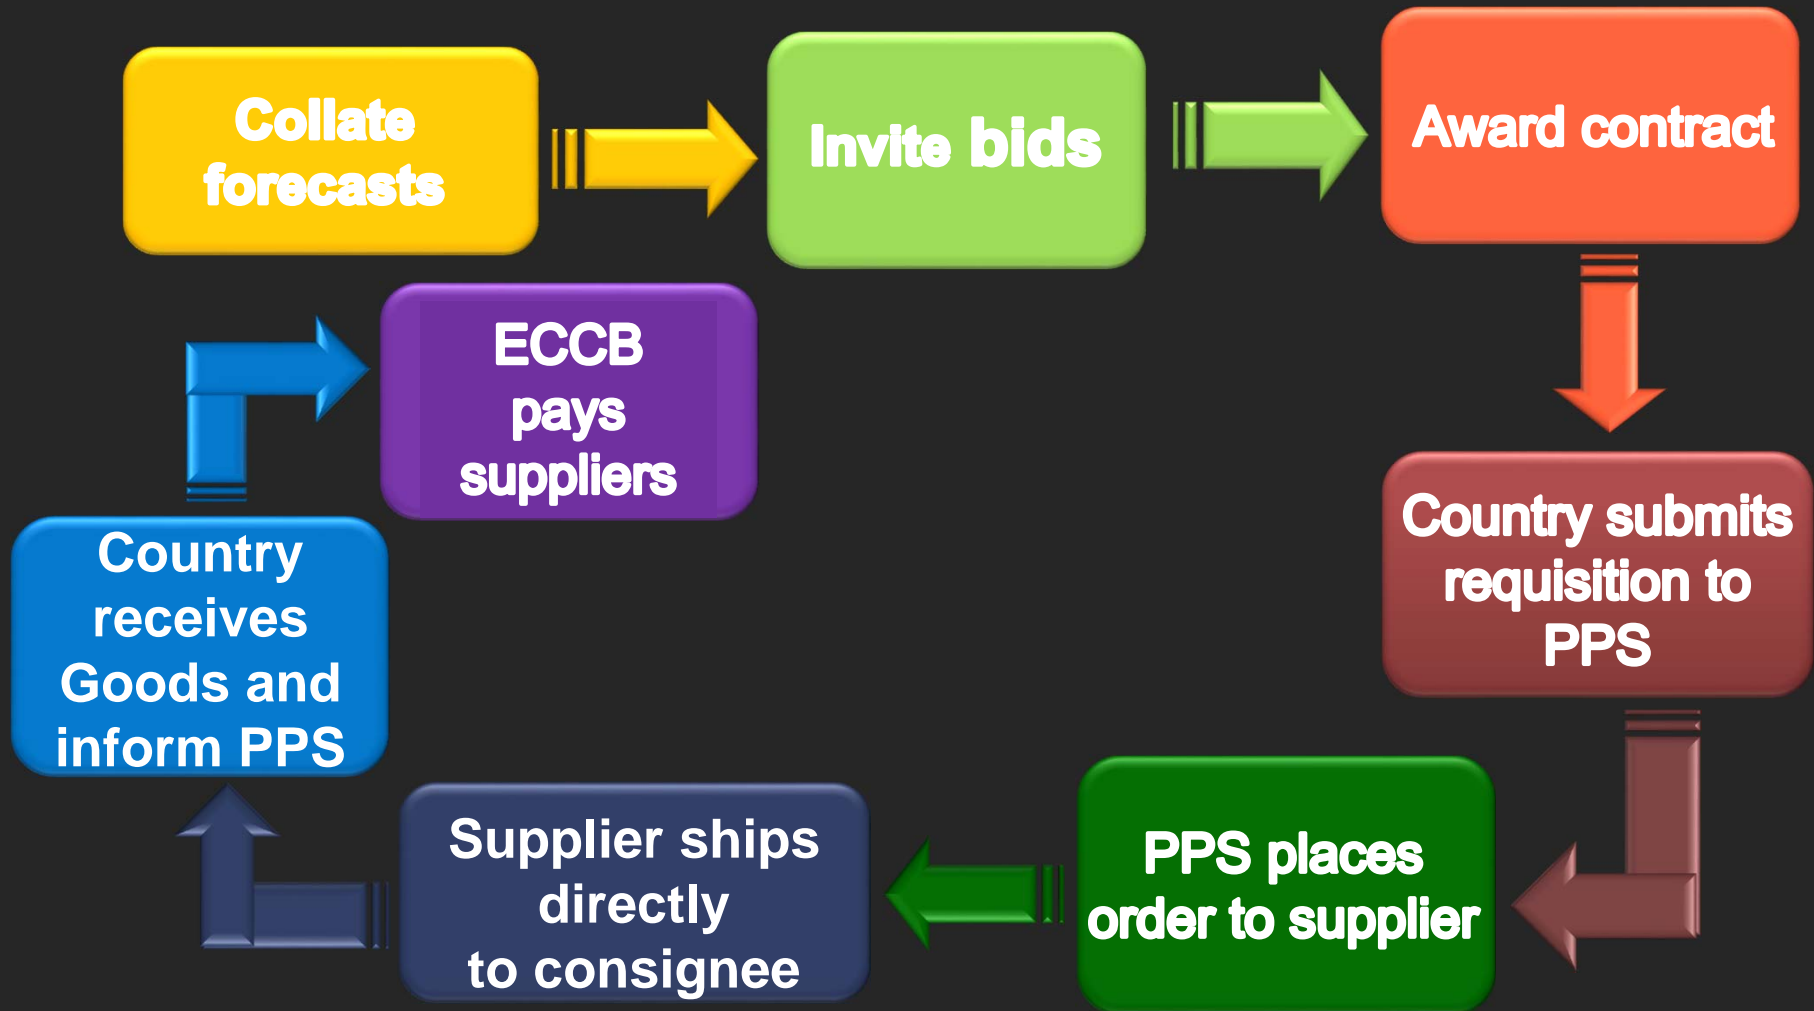 Collate
forecasts
Invite bids
Award contract
Country submits
requisition to
PPS
PPS places
order to supplier
Supplier ships
directly
to consignee
Country
receives
Goods and
inform PPS
ECCB
pays
suppliers